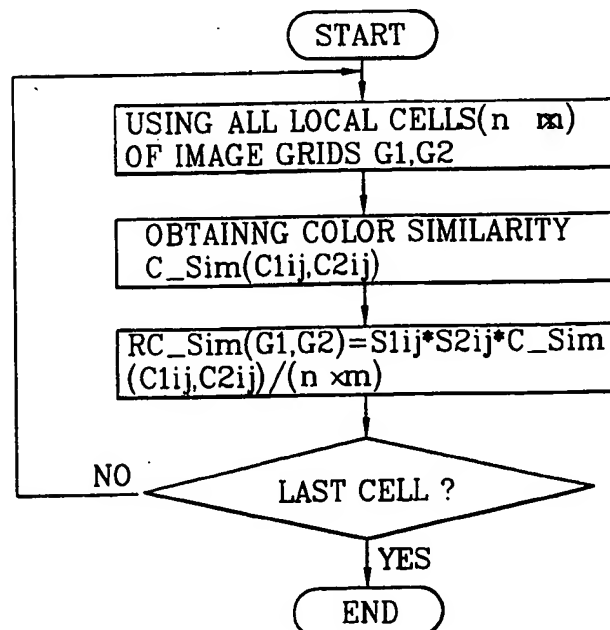 START
USING ALL LOCAL CELLS(n m)
OF IMAGE GRIDS G1,G2
OBTAINNG COLOR SIMILARITY
C_Sim(C1ij,C2ij)
RC_Sim(G1,G2)=S1ij*S2ij*C_Sim
(C1ij,C2ij)/(n ×m)
NO
LAST CELL ?
YES
END